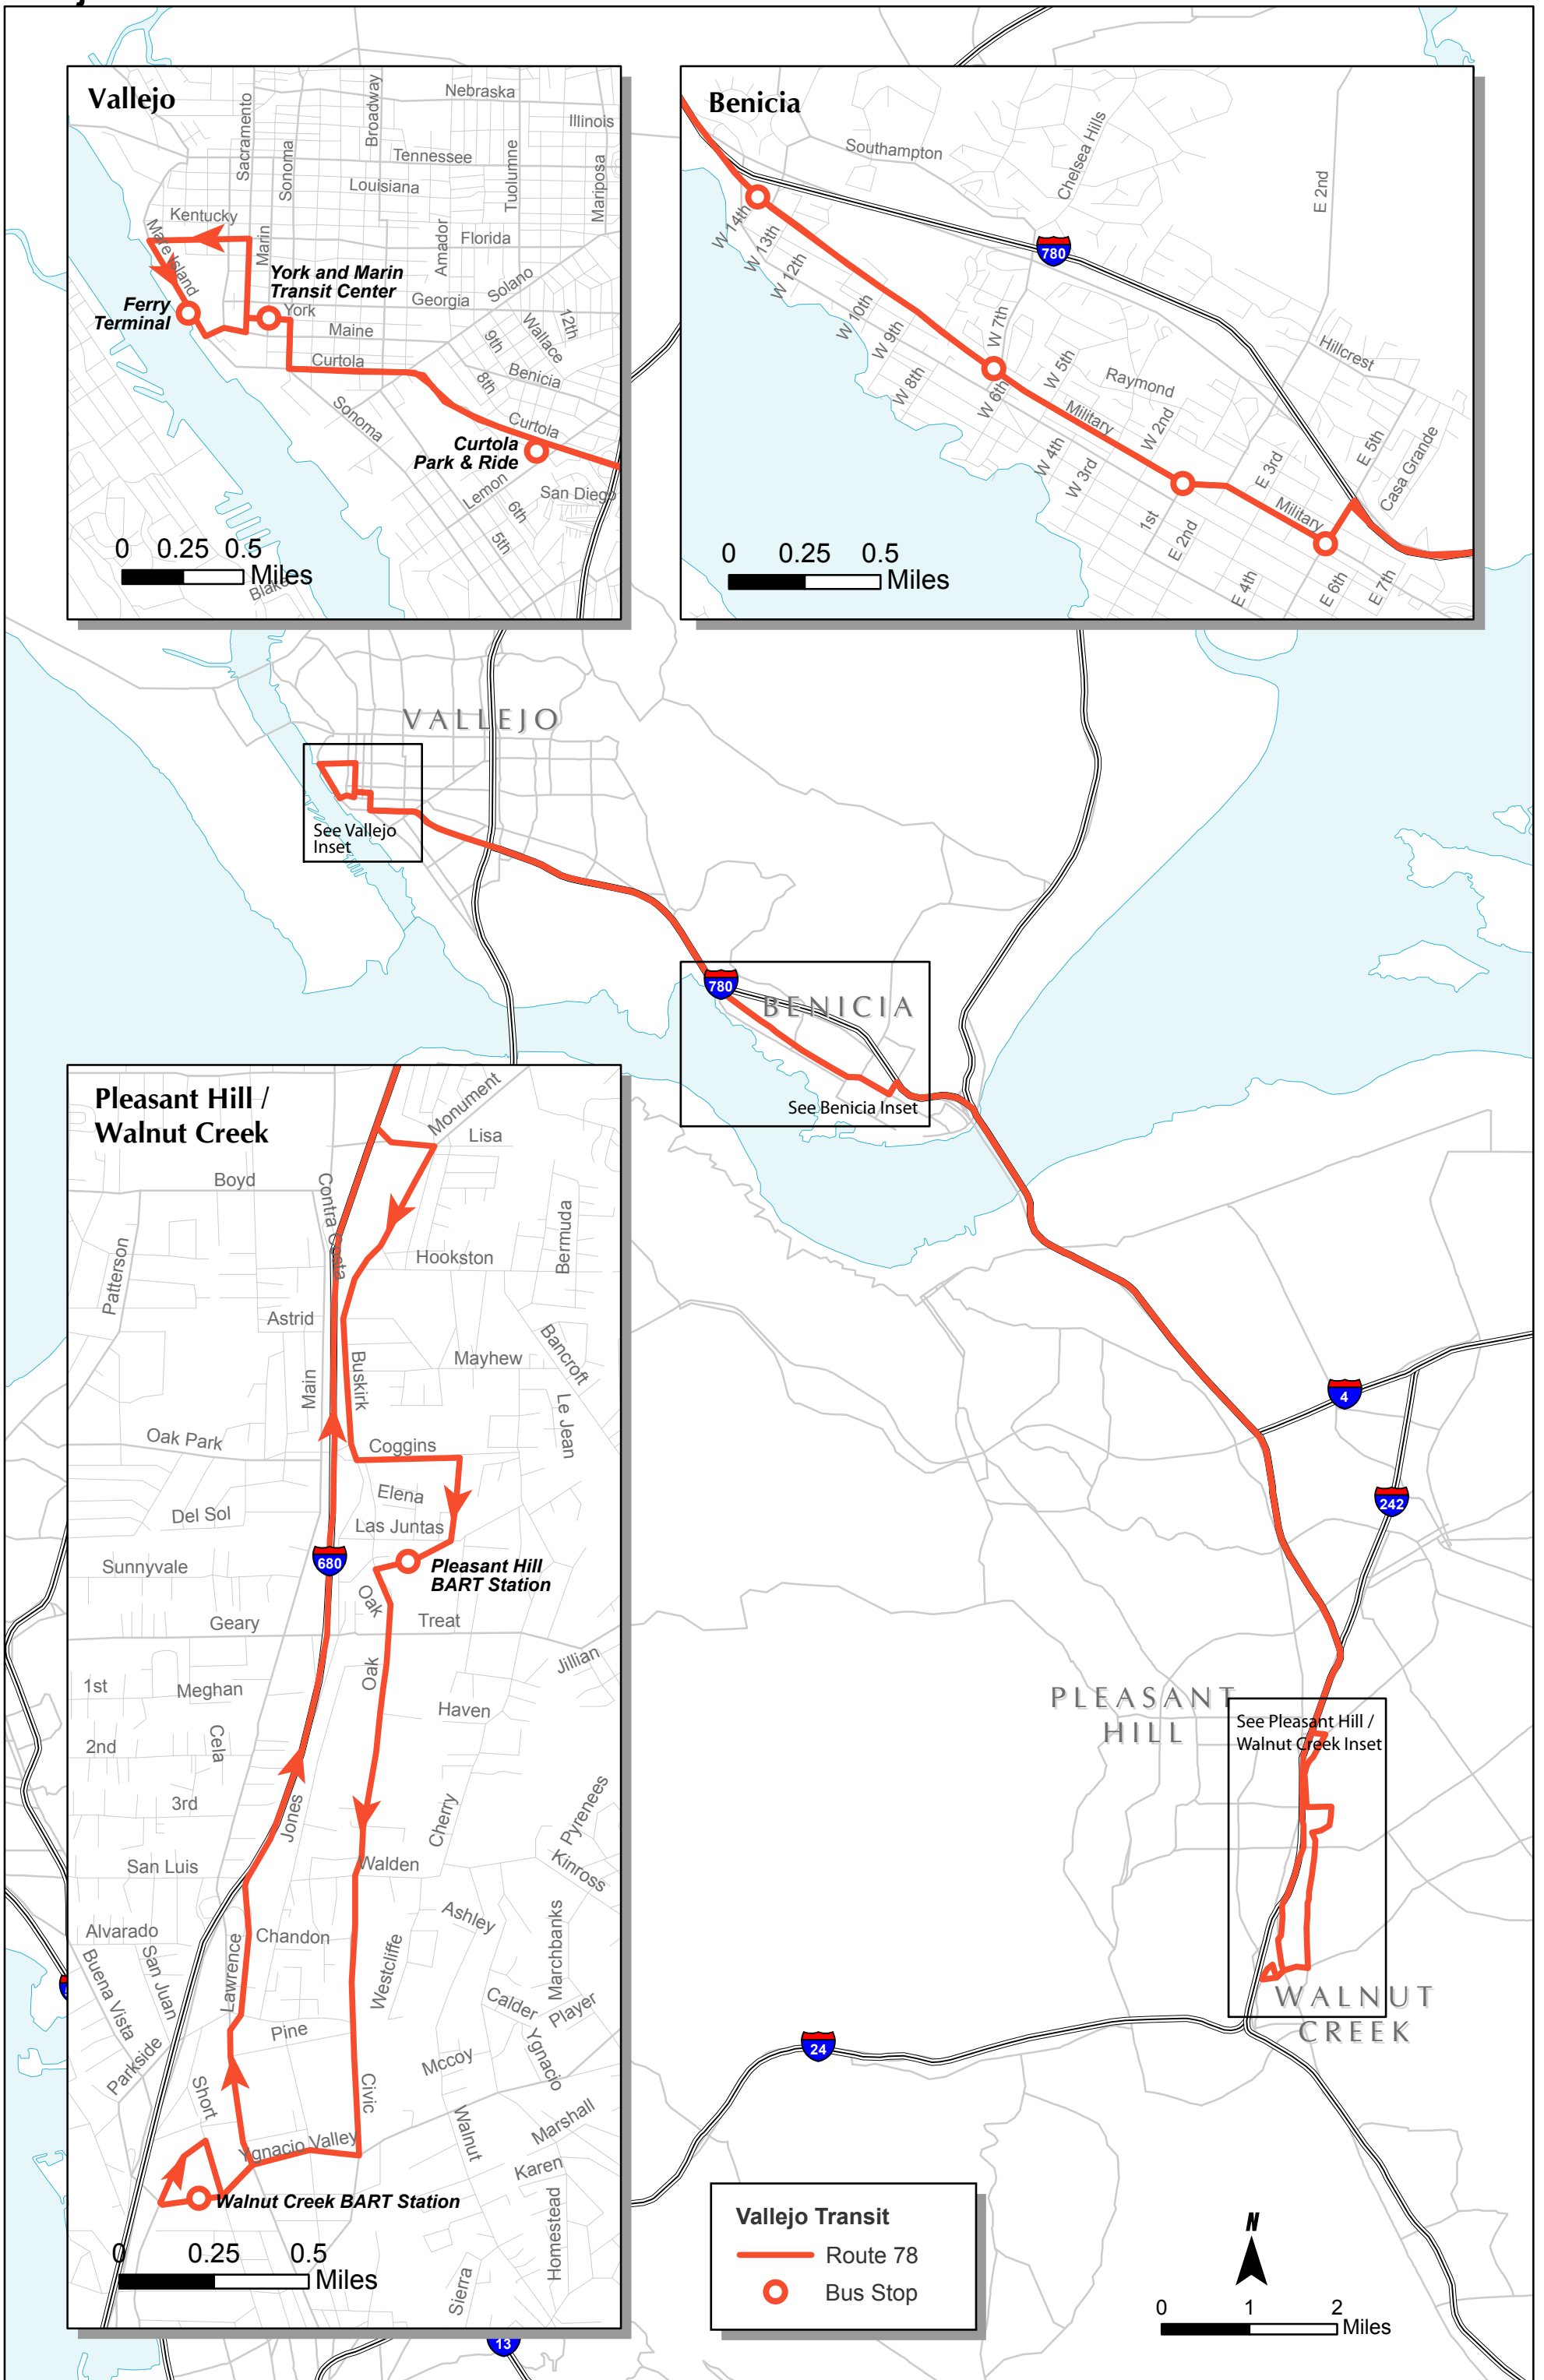 Vallejo
Nebraska
Broadway
Sacramento
Illinois
Sonoma
Tennessee
Tuolumne
Mariposa
Louisiana
Kentucky
Mare Island
Marin
Amador
Florida
York and Marin
Transit Center
Solano
Ferry
Terminal
Georgia
York
12th
Maine
Wallace
9th
Curtola
Benicia
8th
Sonoma
Curtola
Curtola
Park & Ride
Lemon
San Diego
6th
5th
0 0.25 0.5
Miles
Blake
Benicia
Southampton
Chelsea Hills
E 2nd
W 14th
W 13th
780
W 12th
W 10th
W 9th
W 7th
Hillcrest
W 8th
W 6th
W 5th
Raymond
Military
W 2nd
E 5th
Casa Grande
W 4th
W 3rd
E 3rd
1st
E 2nd
Military
E 4th
E 6th
E 7th
0 0.25 0.5
Miles
VALLEJO
See Vallejo
Inset
780
BENICIA
See Benicia Inset
Pleasant Hill /
Walnut Creek
Monument
Lisa
Boyd
Contra Costa
Bermuda
Patterson
Hookston
Astrid
Bancroft
Mayhew
Main
Buskirk
Le Jean
Oak Park
Coggins
Elena
Del Sol
Las Juntas
680
Sunnyvale
Pleasant Hill
BART Station
Oak
Geary
Treat
Jillian
Oak
1st
Meghan
Haven
2nd
Cela
3rd
Jones
Cherry
Pyrenees
San Luis
Walden
Kinross
Ashley
Alvarado
Chandon
Marchbanks
Buena Vista
San Juan
Lawrence
Westcliffe
Calder
Player
Pine
Ygnacio
Parkside
Mccoy
Short
Civic
Walnut
Marshall
Ygnacio Valley
Karen
Walnut Creek BART Station
Homestead
Sierra
0 0.25 0.5
Miles
4
242
PLEASANT
HILL
See Pleasant Hill /
Walnut Creek Inset
WALNUT
CREEK
24
13
Vallejo Transit
Route 78
Bus Stop
N
0 1 2
Miles